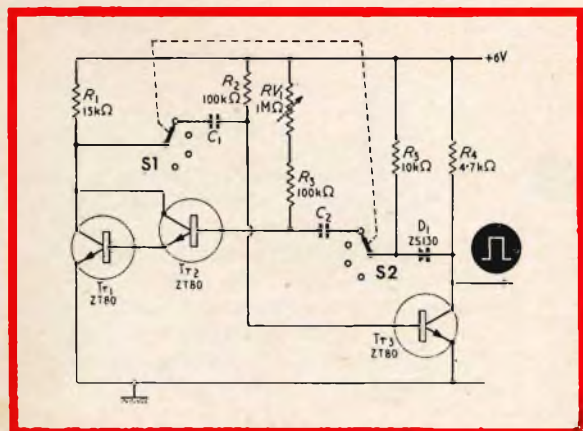 +6V
R1
15kΩ
R2
100kΩ
RV1
1MΩ
C1
S1
R3
100kΩ
R5
10kΩ
R4
4·7kΩ
C2
D1
ZS130
S2
Tr1
ZT80
Tr2
ZT80
Tr3
ZT80